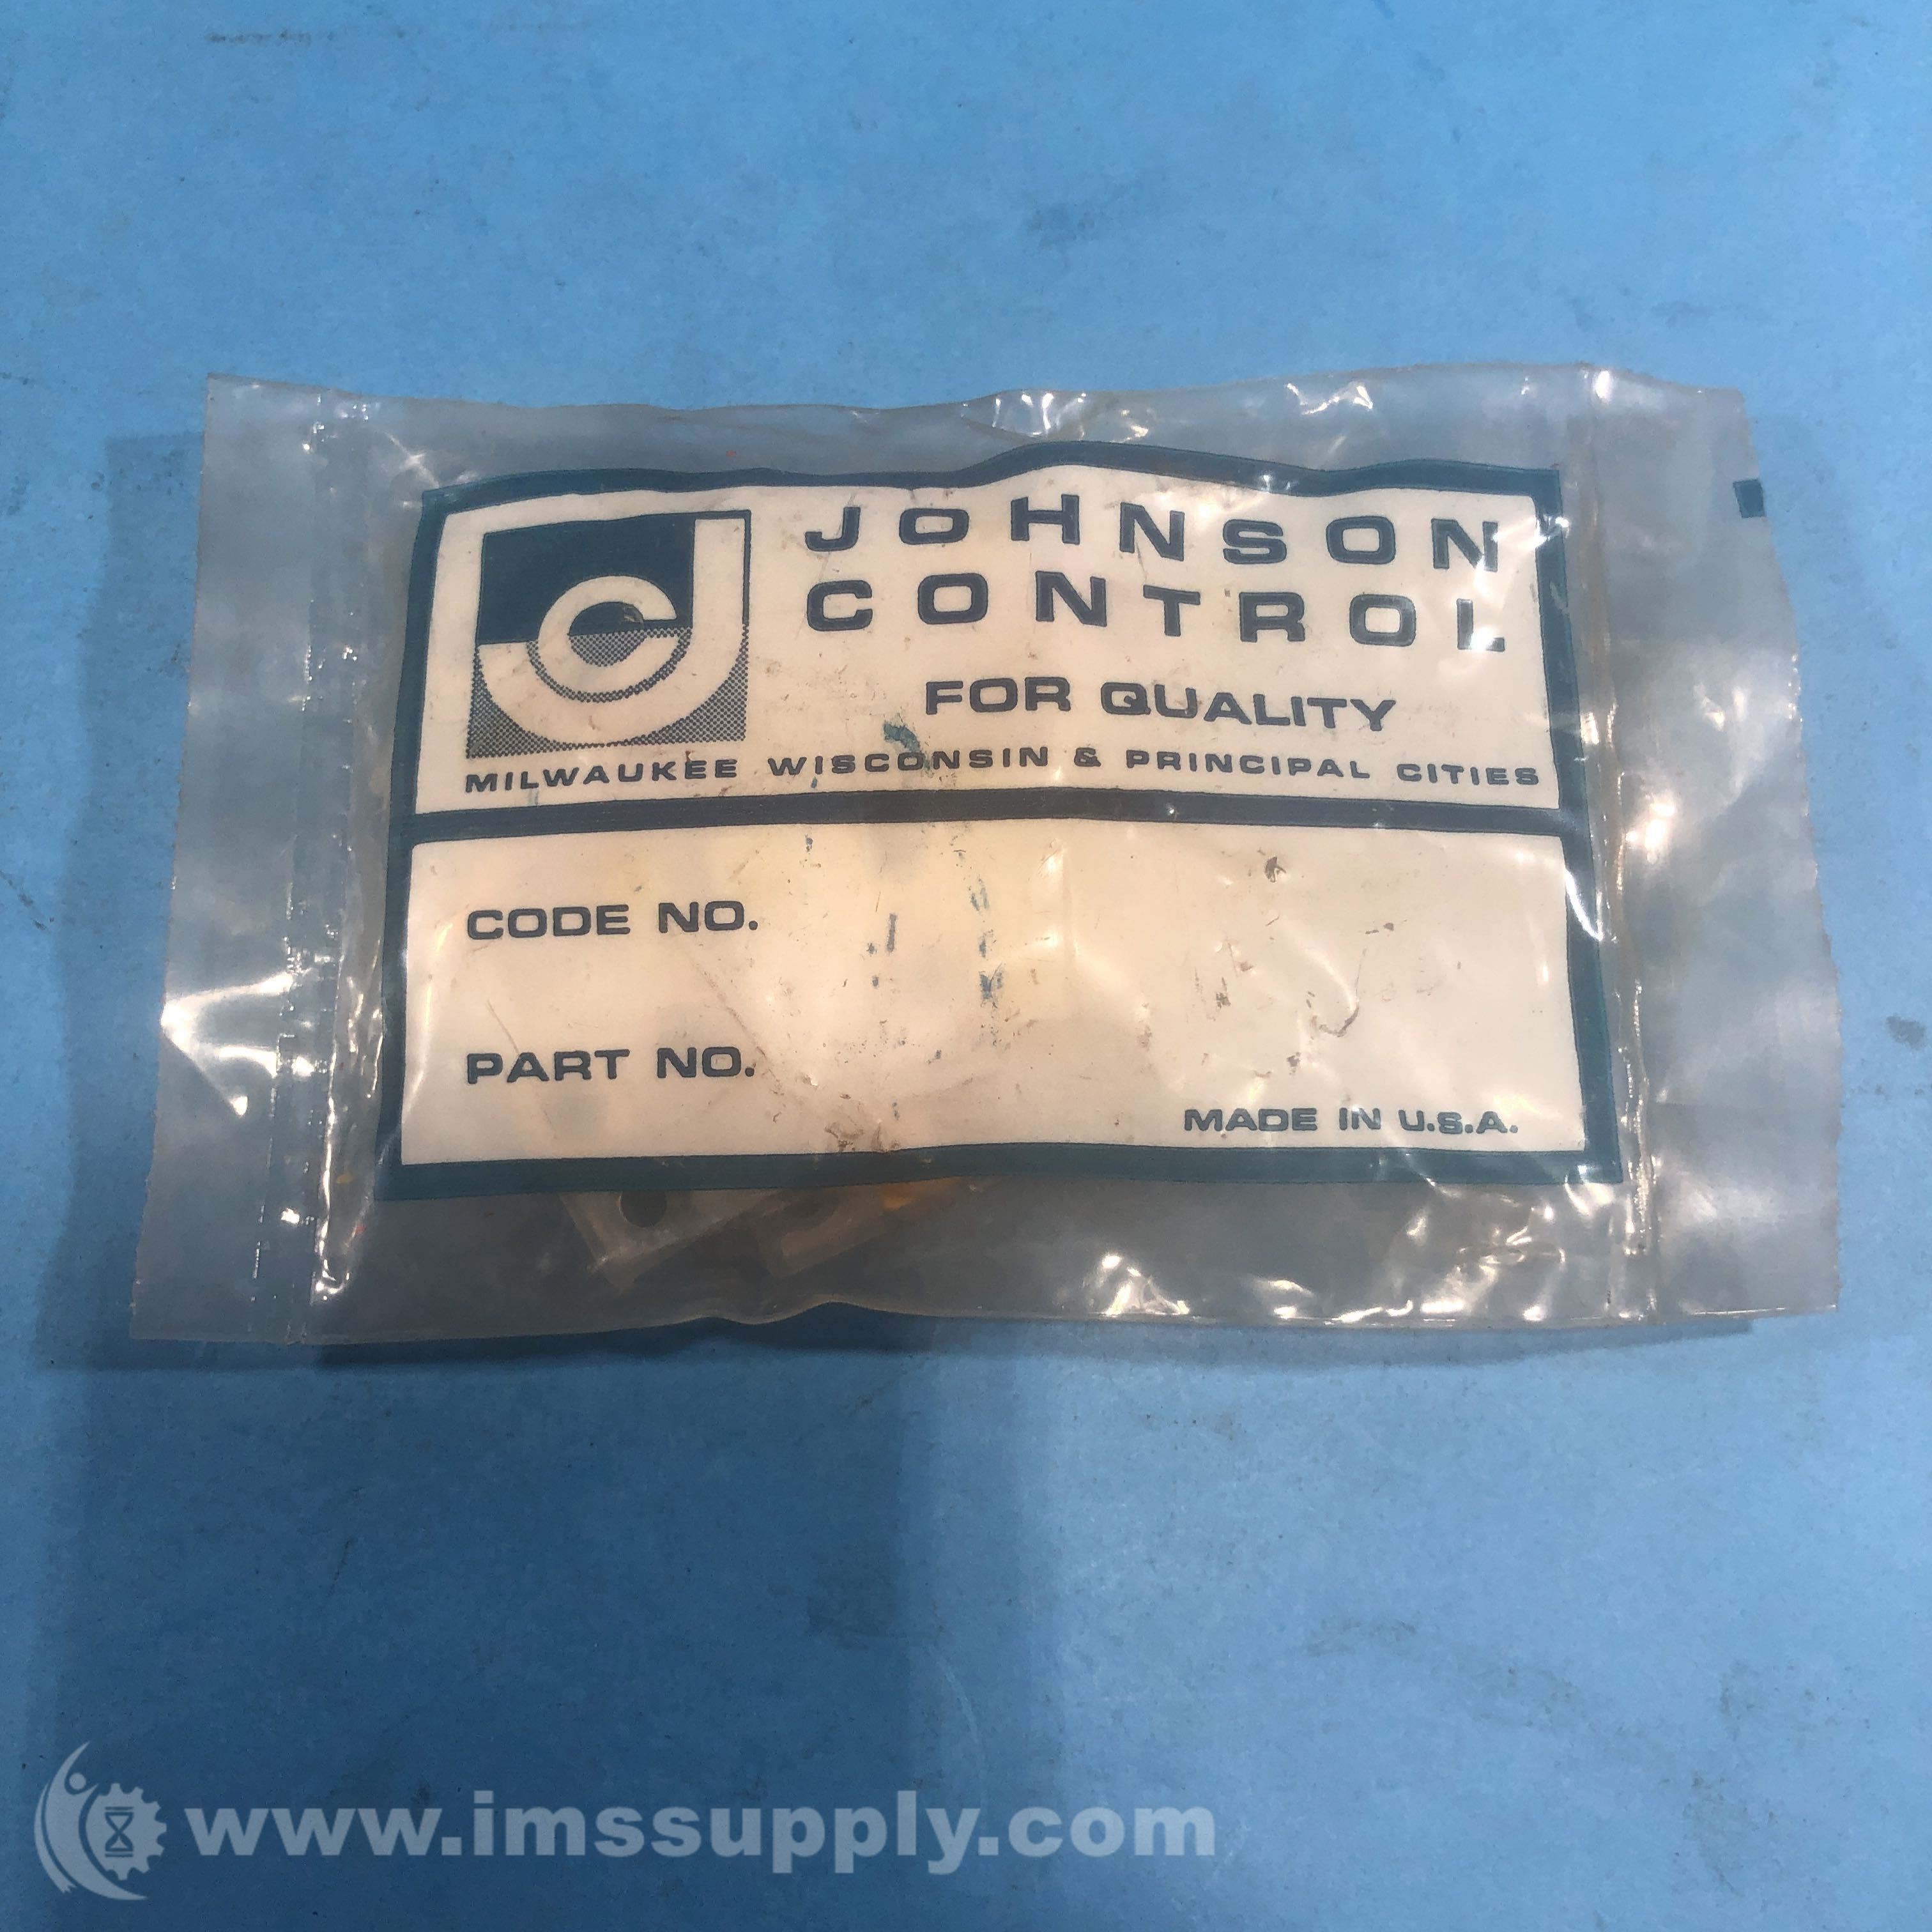 JOHNSON
CONTROL
FOR QUALITY
MILWAUKEE WISCONSIN & PRINCIPAL CITIES
CODE NO.
PART NO.
MADE IN U.S.A.
www.imssupply.com